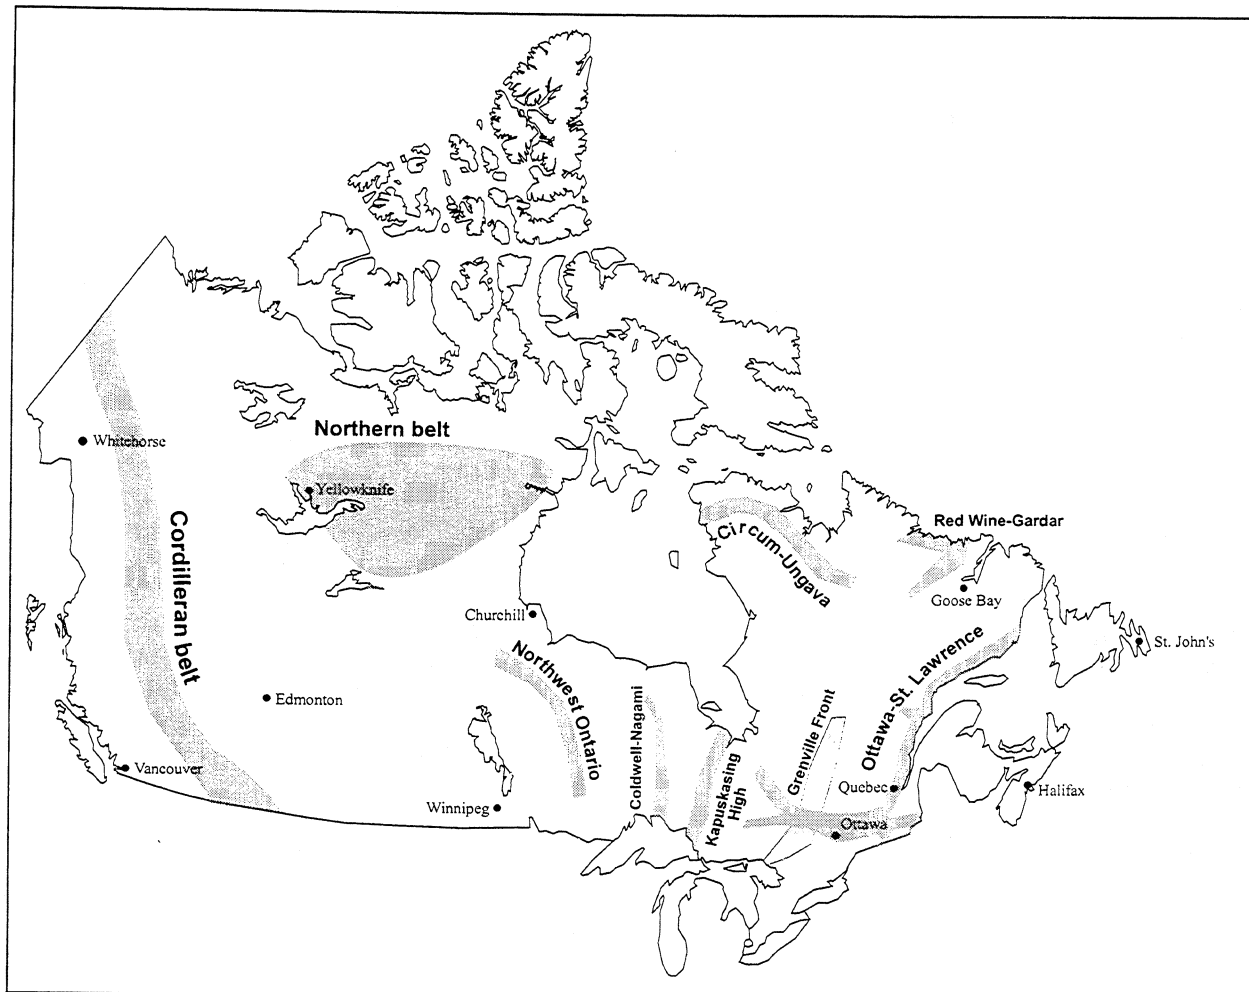 Northern belt
Whitehorse
Yellowknife
Cordilleran belt
Circum-Ungava
Red Wine-Gardar
Goose Bay
Churchill
St. John's
Northwest Ontario
Ottawa-St. Lawrence
Edmonton
Coldwell-Nagami
Grenville Front
Kapuskasing
High
Vancouver
Quebec
Halifax
Winnipeg
Ottawa